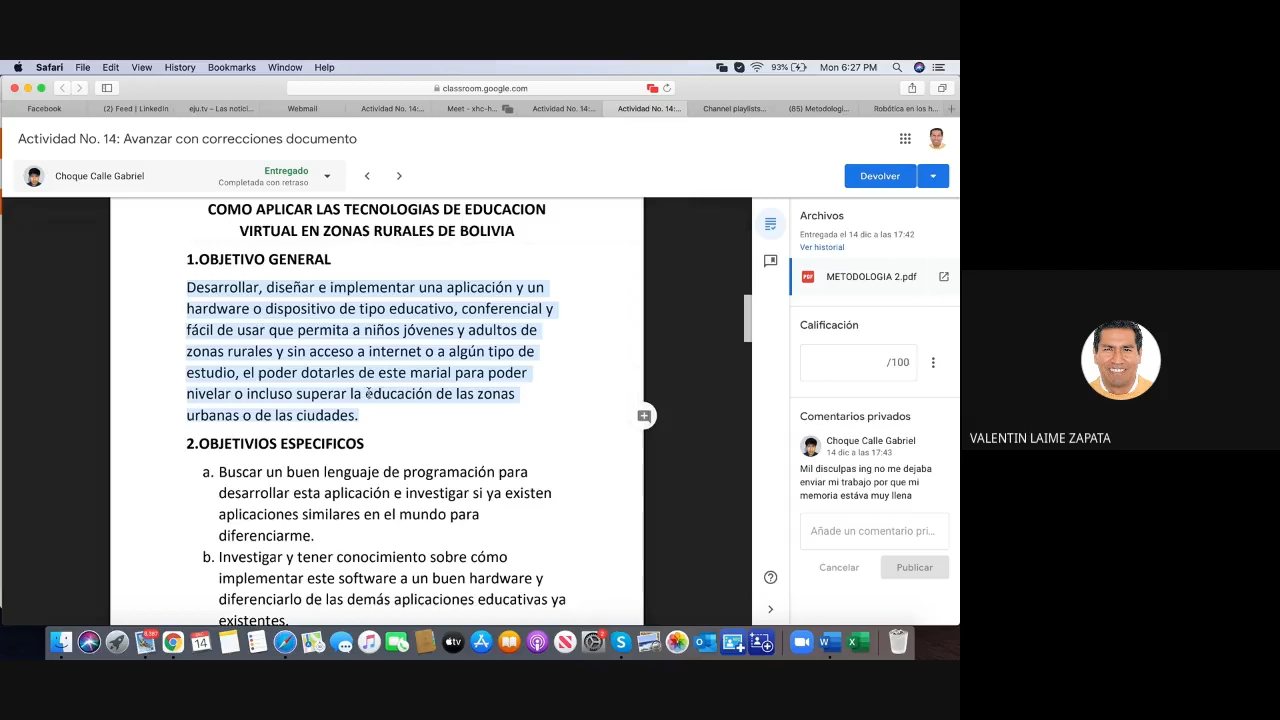 Safari File Edit View History Bookmarks Window Help 93% Mon 6:27 PM
classroom.google.com
Facebook (2) Feed | LinkedIn eju.tv – Las notici... Webmail Actividad No. 14:... Meet - xhc-h... Actividad No. 14:... Actividad No. 14:... Channel playlists... (85) Metodologi... Robótica en los h...
Actividad No. 14: Avanzar con correcciones documento
Choque Calle Gabriel
Entregado
Completada con retraso
Devolver
COMO APLICAR LAS TECNOLOGIAS DE EDUCACION
VIRTUAL EN ZONAS RURALES DE BOLIVIA
1.OBJETIVO GENERAL
Desarrollar, diseñar e implementar una aplicación y un
hardware o dispositivo de tipo educativo, conferencial y
fácil de usar que permita a niños jóvenes y adultos de
zonas rurales y sin acceso a internet o a algún tipo de
estudio, el poder dotarles de este marial para poder
nivelar o incluso superar la educación de las zonas
urbanas o de las ciudades.
2.OBJETIVIOS ESPECIFICOS
a. Buscar un buen lenguaje de programación para
desarrollar esta aplicación e investigar si ya existen
aplicaciones similares en el mundo para
diferenciarme.
b. Investigar y tener conocimiento sobre cómo
implementar este software a un buen hardware y
diferenciarlo de las demás aplicaciones educativas ya
existentes.
Archivos
Entregada el 14 dic a las 17:42
Ver historial
PDF METODOLOGIA 2.pdf
Calificación
/100
Comentarios privados
Choque Calle Gabriel
14 dic a las 17:43
Mil disculpas ing no me dejaba
enviar mi trabajo por que mi
memoria estáva muy llena
Añade un comentario pri...
Cancelar Publicar
VALENTIN LAIME ZAPATA
14
tv